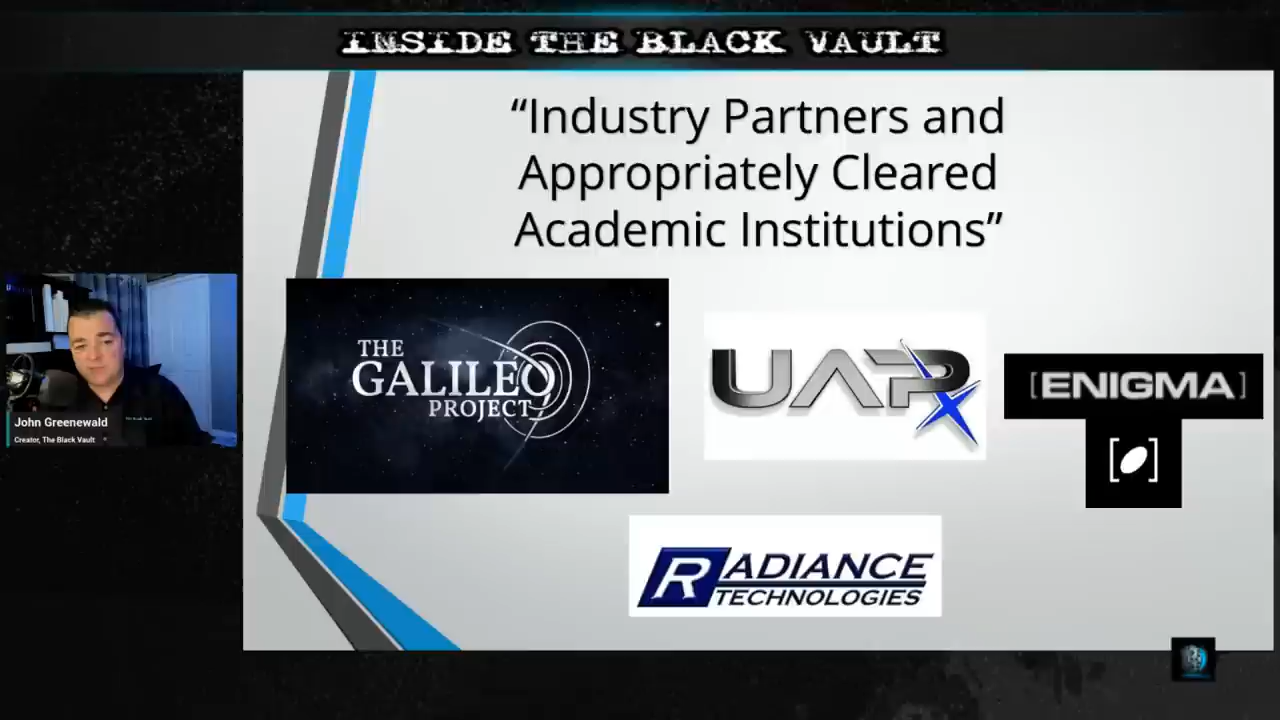 INSIDE THE BLACK VAULT
“Industry Partners and
Appropriately Cleared
Academic Institutions”
THE
GALILEO
PROJECT
UAPx
[ENIGMA]
John Greenewald
Creator, The Black Vault
RADIANCE
TECHNOLOGIES